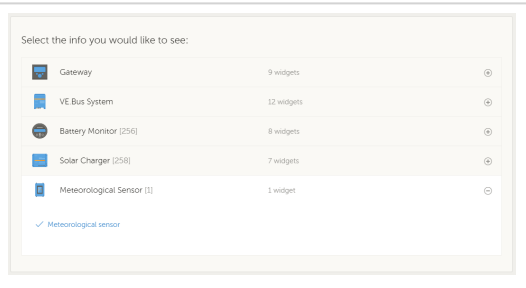 Select the info you would like to see:
Gateway 9 widgets
VE.Bus System 12 widgets
Battery Monitor [256] 8 widgets
Solar Charger [258] 7 widgets
Meteorological Sensor [1] 1 widget
Meteorological sensor